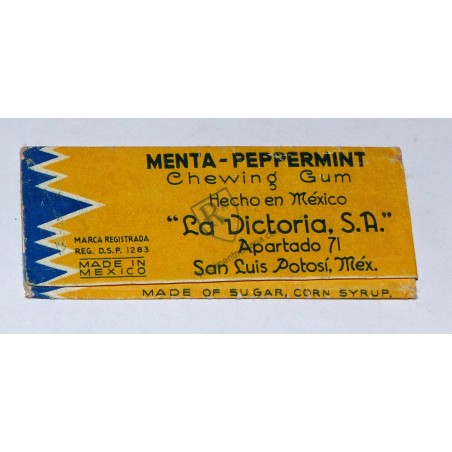 MENTA-PEPPERMINT
Chewing Gum
Hecho en México
"La Victoria, S.A."
Apartado 71
San Luis Potosí, Méx.
MARCA REGISTRADA
REG. D.S.P. 1283
MADE IN
MEXICO
MADE OF SUGAR, CORN SYRUP,